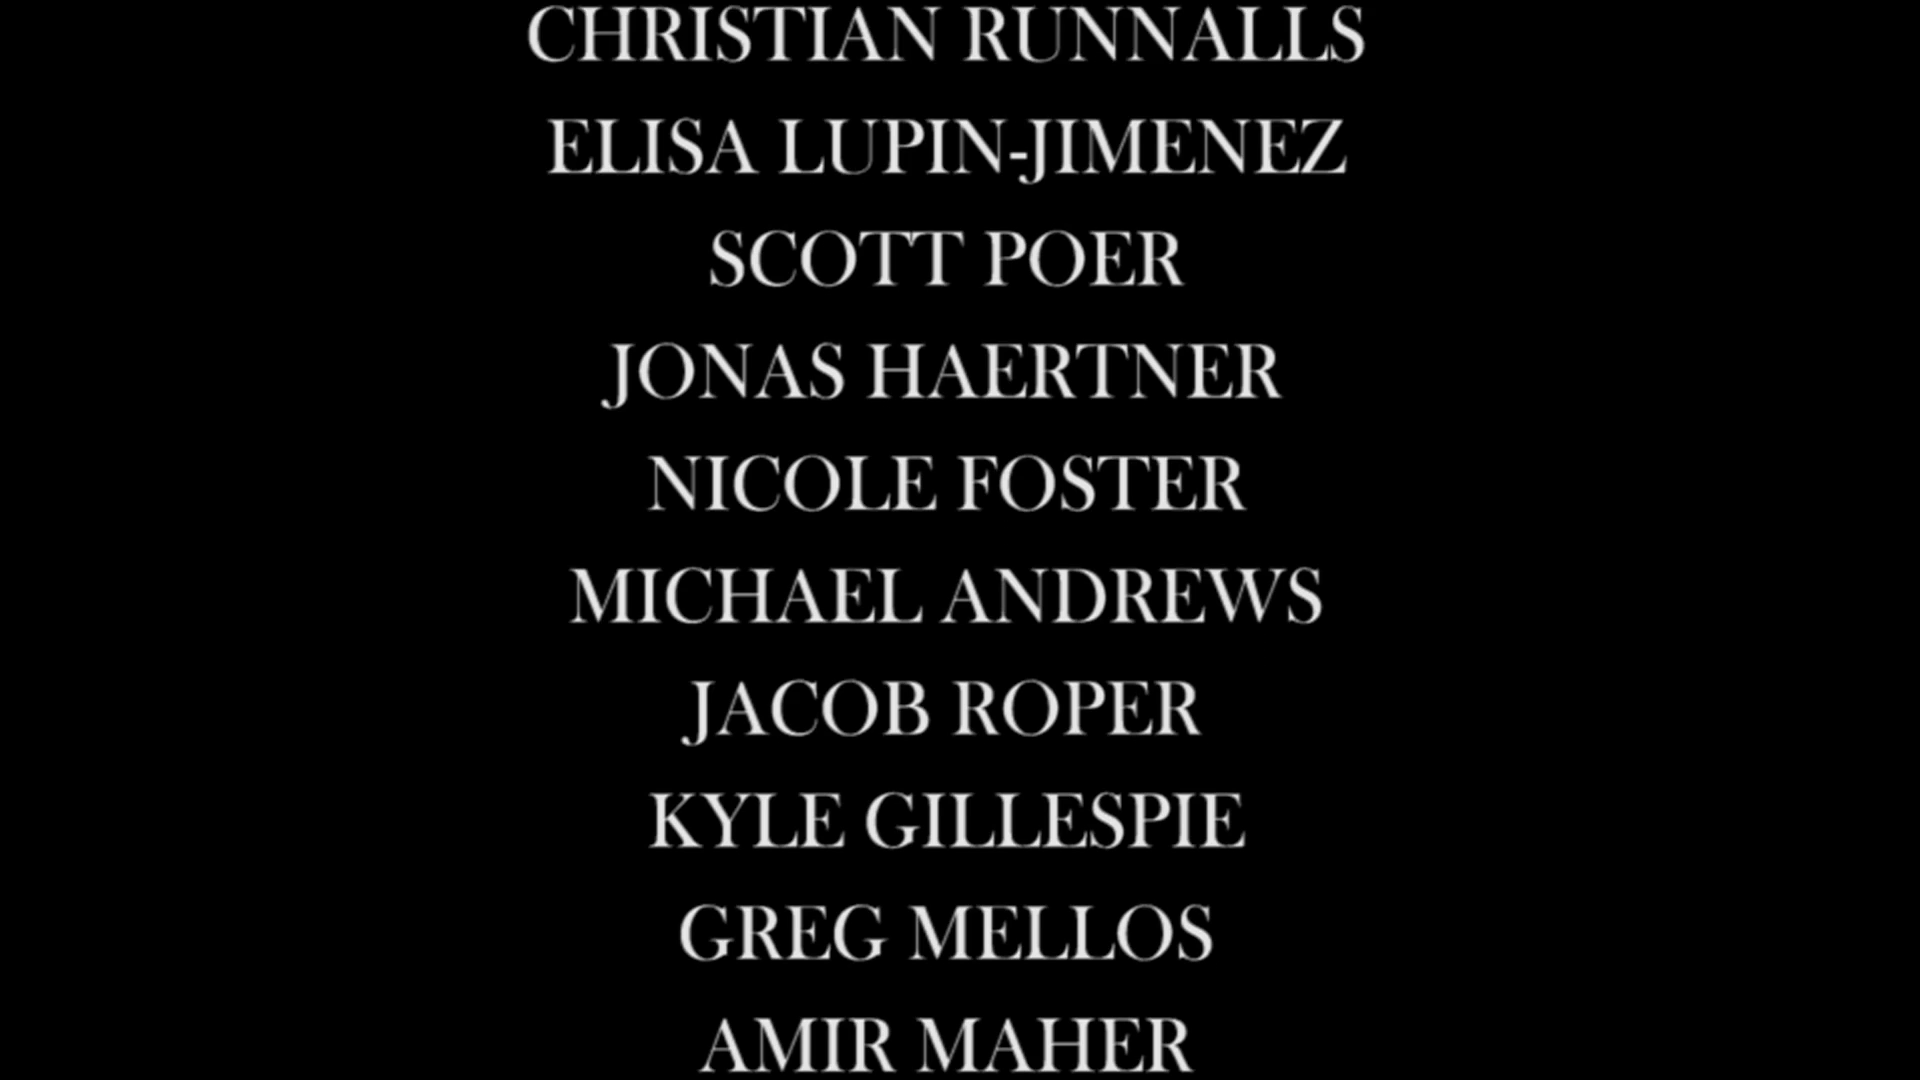 CHRISTIAN RUNNALLS
ELISA LUPIN-JIMENEZ
SCOTT POER
JONAS HAERTNER
NICOLE FOSTER
MICHAEL ANDREWS
JACOB ROPER
KYLE GILLESPIE
GREG MELLOS
AMIR MAHER